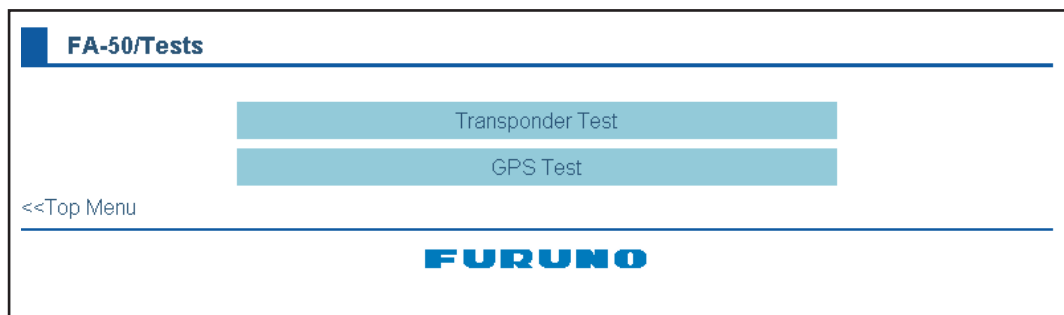 FA-50/Tests
Transponder Test
GPS Test
<<Top Menu
FURUNO